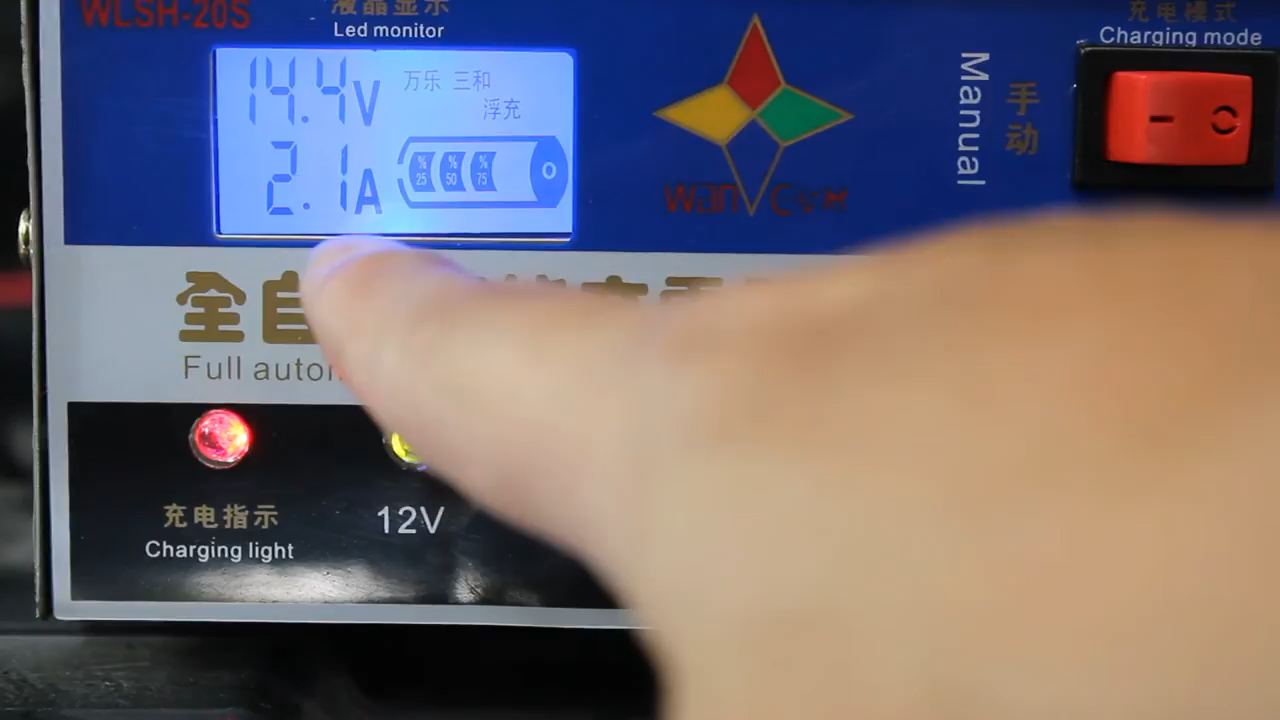 WLSH-20S
液晶显示
Led monitor
14.4V
万乐 三和
浮充
2.1A
% 25
% 50
% 75
充电模式
Charging mode
Manual
手动
全自
Full auto
充电指示
Charging light
12V